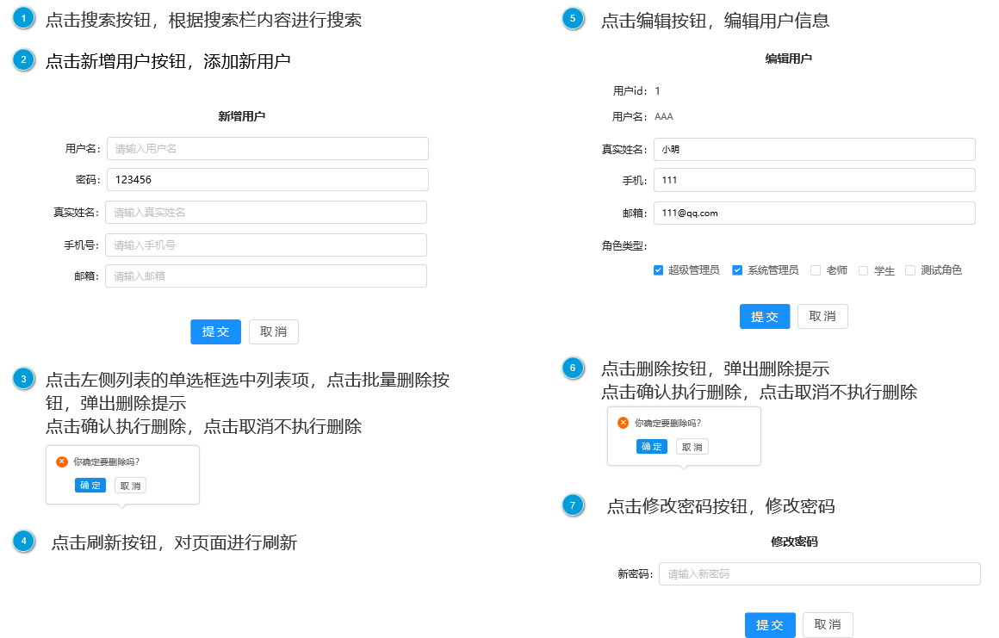 1 点击搜索按钮，根据搜索栏内容进行搜索
2 点击新增用户按钮，添加新用户
新增用户
用户名： 请输入用户名
密码： 123456
真实姓名： 请输入真实姓名
手机号： 请输入手机号
邮箱： 请输入邮箱
提 交 取 消
3 点击左侧列表的单选框选中列表项，点击批量删除按
钮，弹出删除提示
点击确认执行删除，点击取消不执行删除
你确定要删除吗？
确 定 取 消
4 点击刷新按钮，对页面进行刷新
5 点击编辑按钮，编辑用户信息
编辑用户
用户id： 1
用户名： AAA
真实姓名： 小明
手机： 111
邮箱： 111@qq.com
角色类型：
超级管理员 系统管理员 老师 学生 测试角色
提 交 取 消
6 点击删除按钮，弹出删除提示
点击确认执行删除，点击取消不执行删除
你确定要删除吗？
确 定 取 消
7 点击修改密码按钮，修改密码
修改密码
新密码： 请输入新密码
提 交 取 消